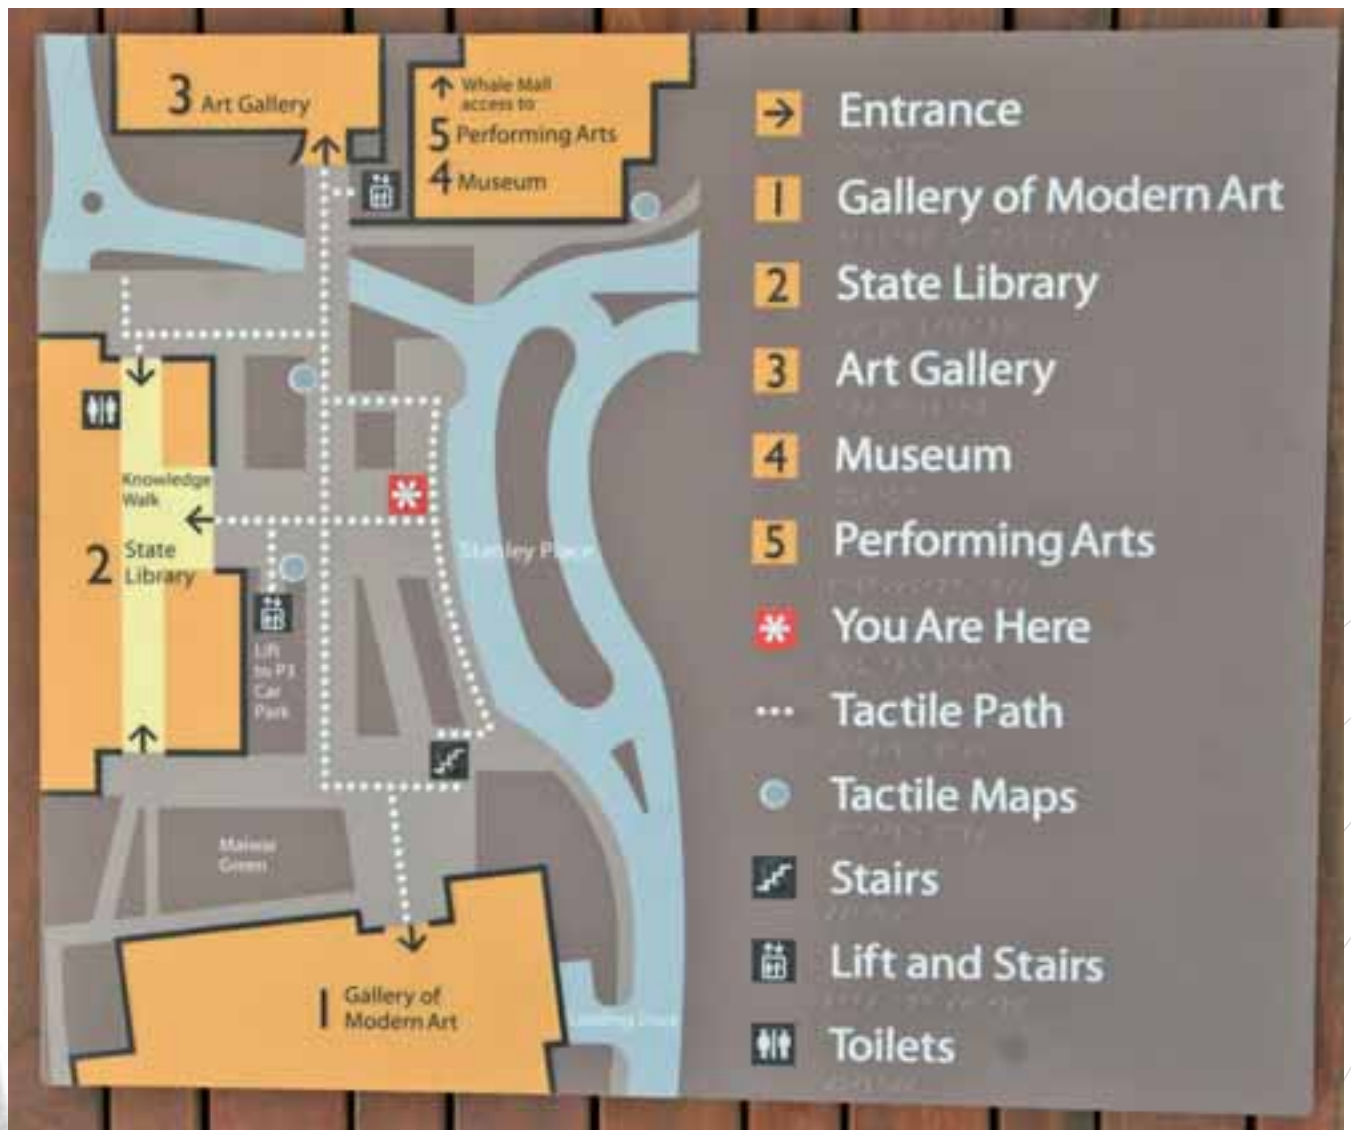 3 Art Gallery
Whale Mall
access to
5 Performing Arts
4 Museum
Knowledge
Walk
2 State
Library
Lift
to P1
Car
Park
Stanley Place
Maiwar
Green
1 Gallery of
Modern Art
Entrance
1 Gallery of Modern Art
2 State Library
3 Art Gallery
4 Museum
5 Performing Arts
You Are Here
Tactile Path
Tactile Maps
Stairs
Lift and Stairs
Toilets